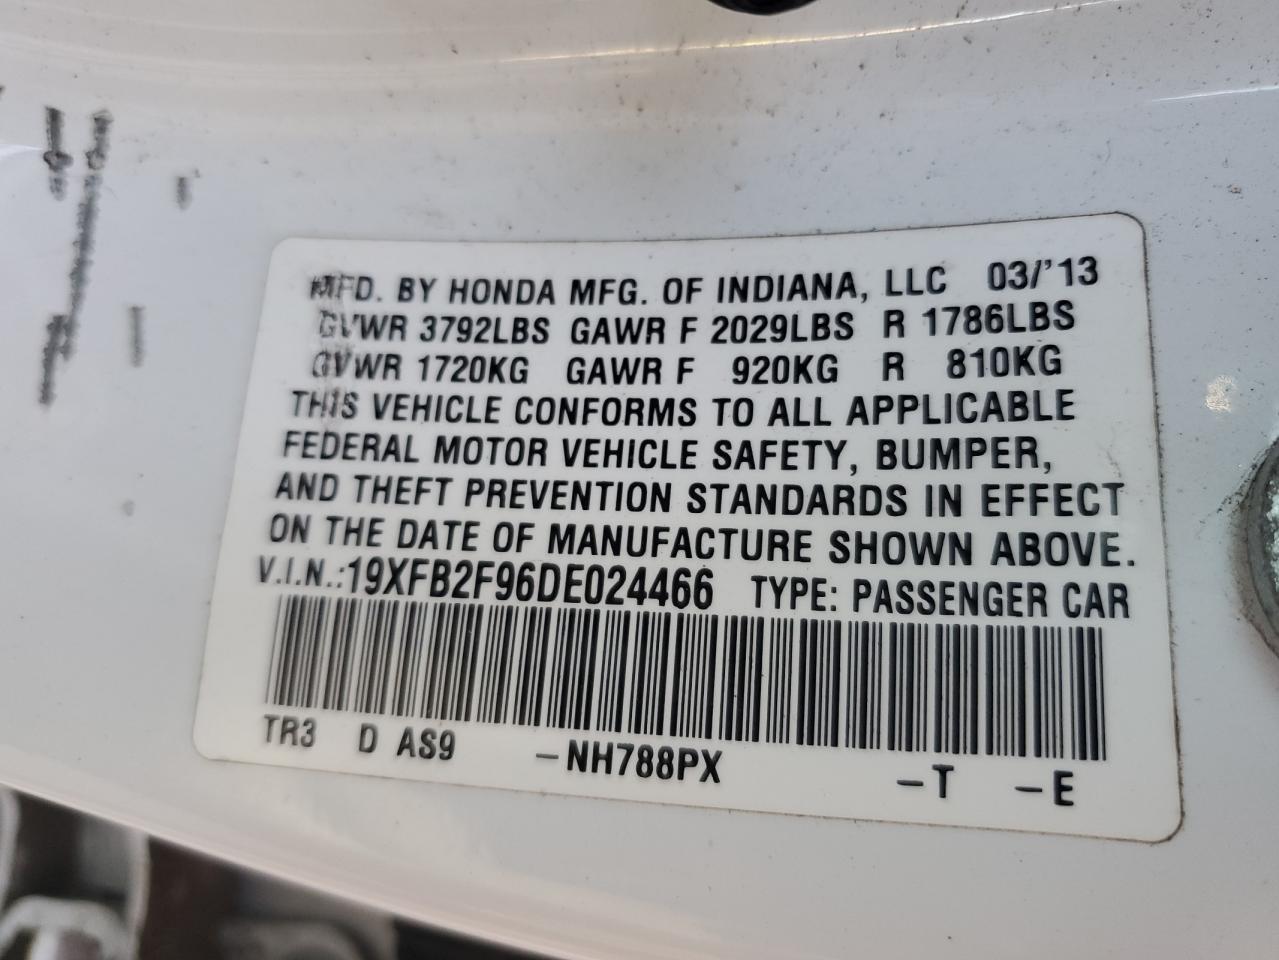 MFD. BY HONDA MFG. OF INDIANA, LLC 03/'13
GVWR 3792LBS GAWR F 2029LBS R 1786LBS
GVWR 1720KG GAWR F 920KG R 810KG
THIS VEHICLE CONFORMS TO ALL APPLICABLE
FEDERAL MOTOR VEHICLE SAFETY, BUMPER,
AND THEFT PREVENTION STANDARDS IN EFFECT
ON THE DATE OF MANUFACTURE SHOWN ABOVE.
V.I.N.:19XFB2F96DE024466 TYPE: PASSENGER CAR
TR3 D AS9 -NH788PX -T -E